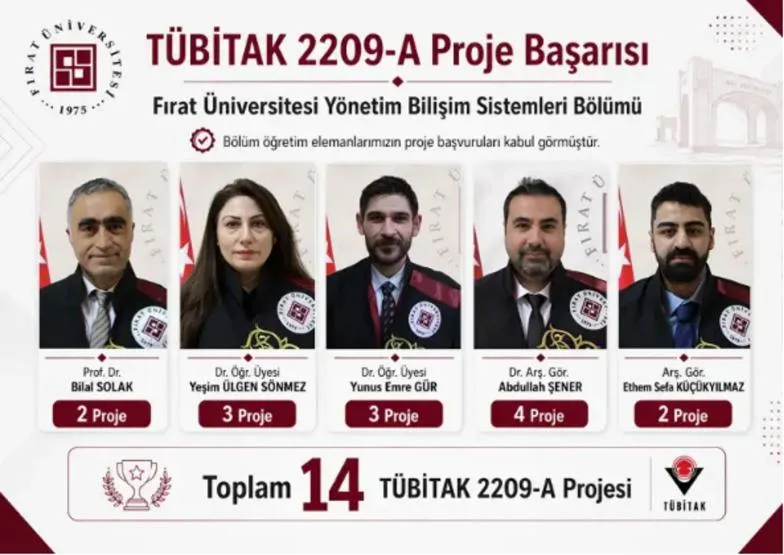 FIRAT ÜNİVERSİTESİ
1975
TÜBİTAK 2209-A Proje Başarısı
Fırat Üniversitesi Yönetim Bilişim Sistemleri Bölümü
Bölüm öğretim elemanlarımızın proje başvuruları kabul görmüştür.
Prof. Dr.
Bilal SOLAK
2 Proje
Dr. Öğr. Üyesi
Yeşim ÜLGEN SÖNMEZ
3 Proje
Dr. Öğr. Üyesi
Yunus Emre GÜR
3 Proje
Dr. Arş. Gör.
Abdullah ŞENER
4 Proje
Arş. Gör.
Ethem Sefa KÜÇÜKYILMAZ
2 Proje
Toplam 14 TÜBİTAK 2209-A Projesi
TÜBİTAK